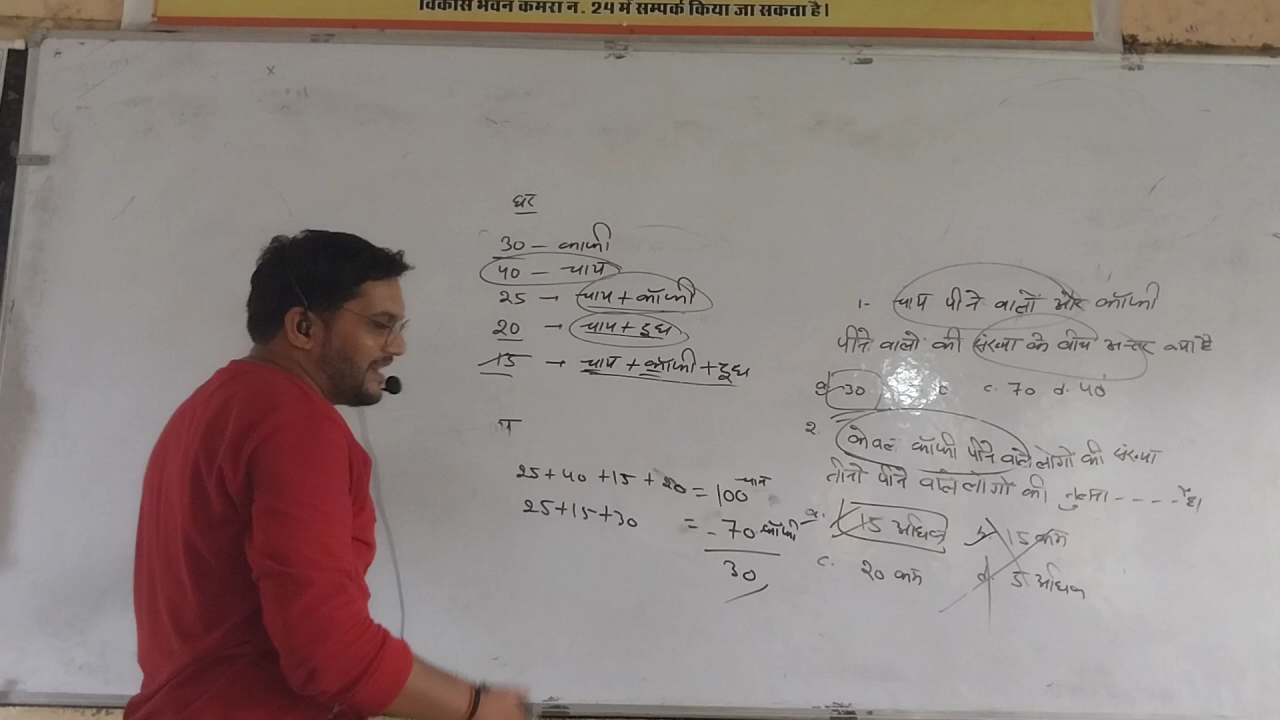 विकास भवन कमरा न. 24 में सम्पर्क किया जा सकता है।
घर
30 – काफी
40 – चाय
25 → चाय + कॉफी
20 → चाय + दुध
15 → चाय + कॉफी + दुध
25 + 40 + 15 + 20 = 100 चाय
25 + 15 + 30 = - 70 कॉफी
30
1- चाय पीने वालों और कॉफी
पीने वालो की संख्या के बीच अन्तर क्या है
a 30 b c. 70 d. 40
2. केवल कॉफी पीने वाले लोगों की संख्या
तीनो पीने वाले लोगो की तुलना - - - - है।
a. 15 अधिक b 15 कम
c. 20 कम d. 5 अधिक